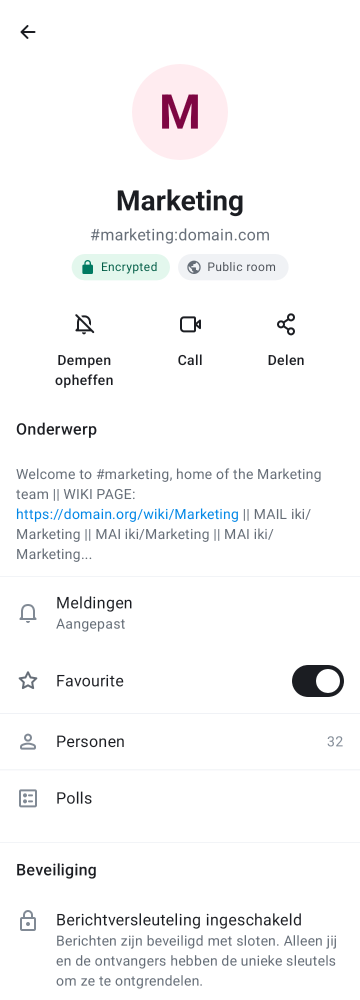 M
Marketing
#marketing:domain.com
Encrypted
Public room
Dempen
opheffen
Call
Delen
Onderwerp
Welcome to #marketing, home of the Marketing
team || WIKI PAGE:
https://domain.org/wiki/Marketing || MAIL iki/
Marketing || MAI iki/Marketing || MAI iki/
Marketing...
Meldingen
Aangepast
Favourite
Personen 32
Polls
Beveiliging
Berichtversleuteling ingeschakeld
Berichten zijn beveiligd met sloten. Alleen jij
en de ontvangers hebben de unieke sleutels
om ze te ontgrendelen.